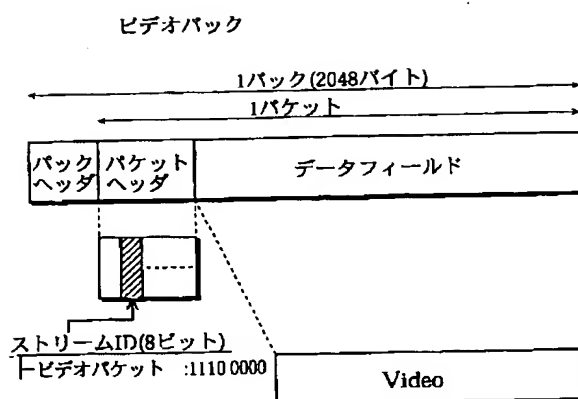 ビデオパック
1パック(2048バイト)
1パケット
パック
ヘッダ
パケット
ヘッダ
データフィールド
ストリームID(8ビット)
ビデオパケット :1110 0000
Video